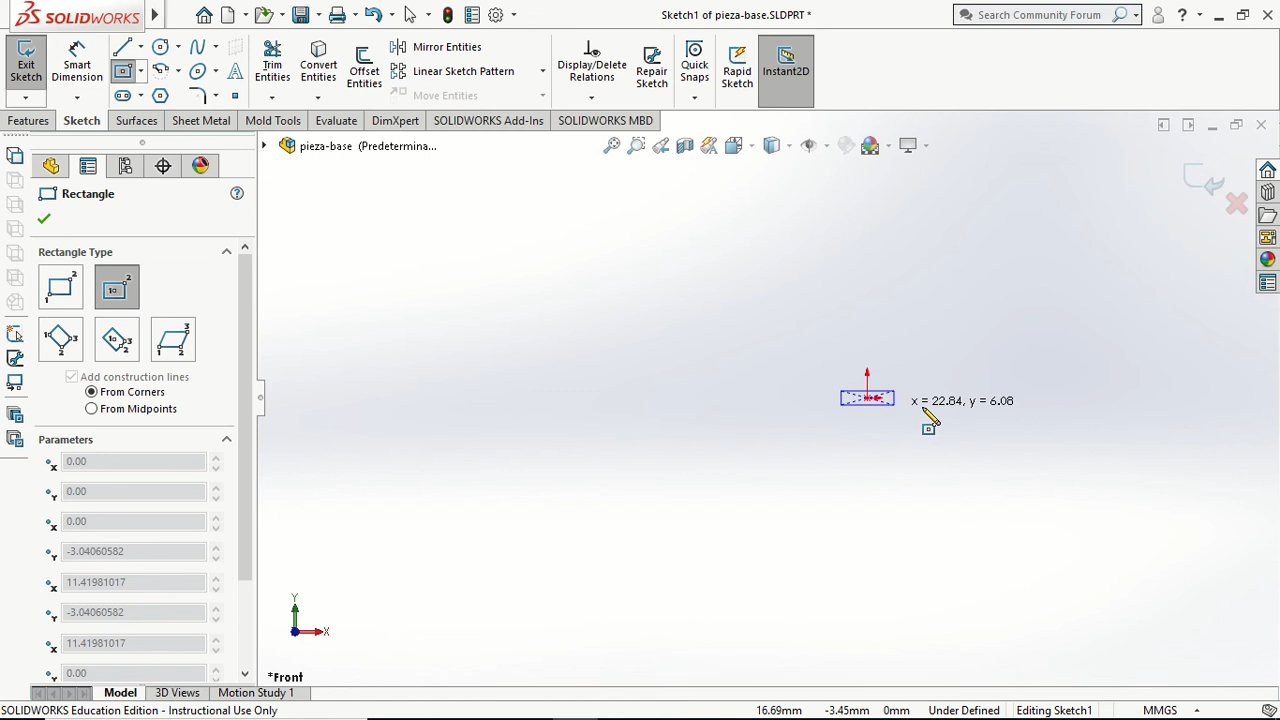 SOLIDWORKS
Sketch1 of pieza-base.SLDPRT *
Search Community Forum
?
Exit Sketch
Smart Dimension
Trim Entities
Convert Entities
Offset Entities
Mirror Entities
Linear Sketch Pattern
Move Entities
Display/Delete Relations
Repair Sketch
Quick Snaps
Rapid Sketch
Instant2D
Features
Sketch
Surfaces
Sheet Metal
Mold Tools
Evaluate
DimXpert
SOLIDWORKS Add-Ins
SOLIDWORKS MBD
pieza-base (Predetermina...
Rectangle
?
Rectangle Type
Add construction lines
From Corners
From Midpoints
Parameters
0.00
0.00
0.00
-3.04060582
11.41981017
-3.04060582
11.41981017
0.00
x = 22.84, y = 6.08
Y
X
*Front
Model
3D Views
Motion Study 1
SOLIDWORKS Education Edition - Instructional Use Only
16.69mm
-3.45mm
0mm
Under Defined
Editing Sketch1
MMGS